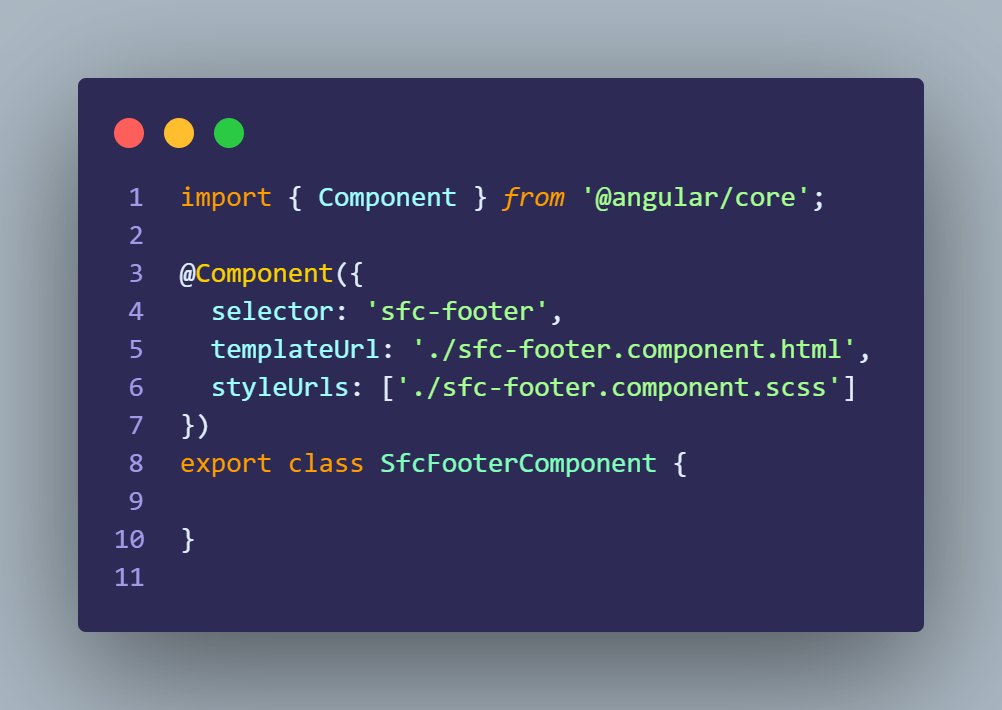 1 import { Component } from '@angular/core';
2
3 @Component({
4   selector: 'sfc-footer',
5   templateUrl: './sfc-footer.component.html',
6   styleUrls: ['./sfc-footer.component.scss']
7 })
8 export class SfcFooterComponent {
9
10 }
11